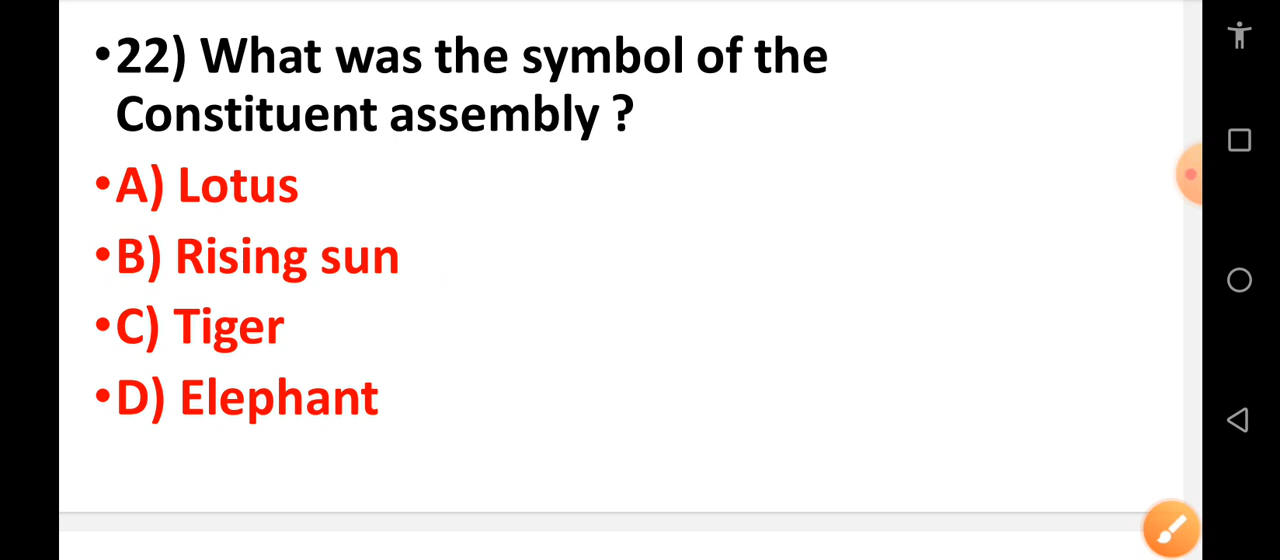 •22) What was the symbol of the
Constituent assembly ?
•A) Lotus
•B) Rising sun
•C) Tiger
•D) Elephant